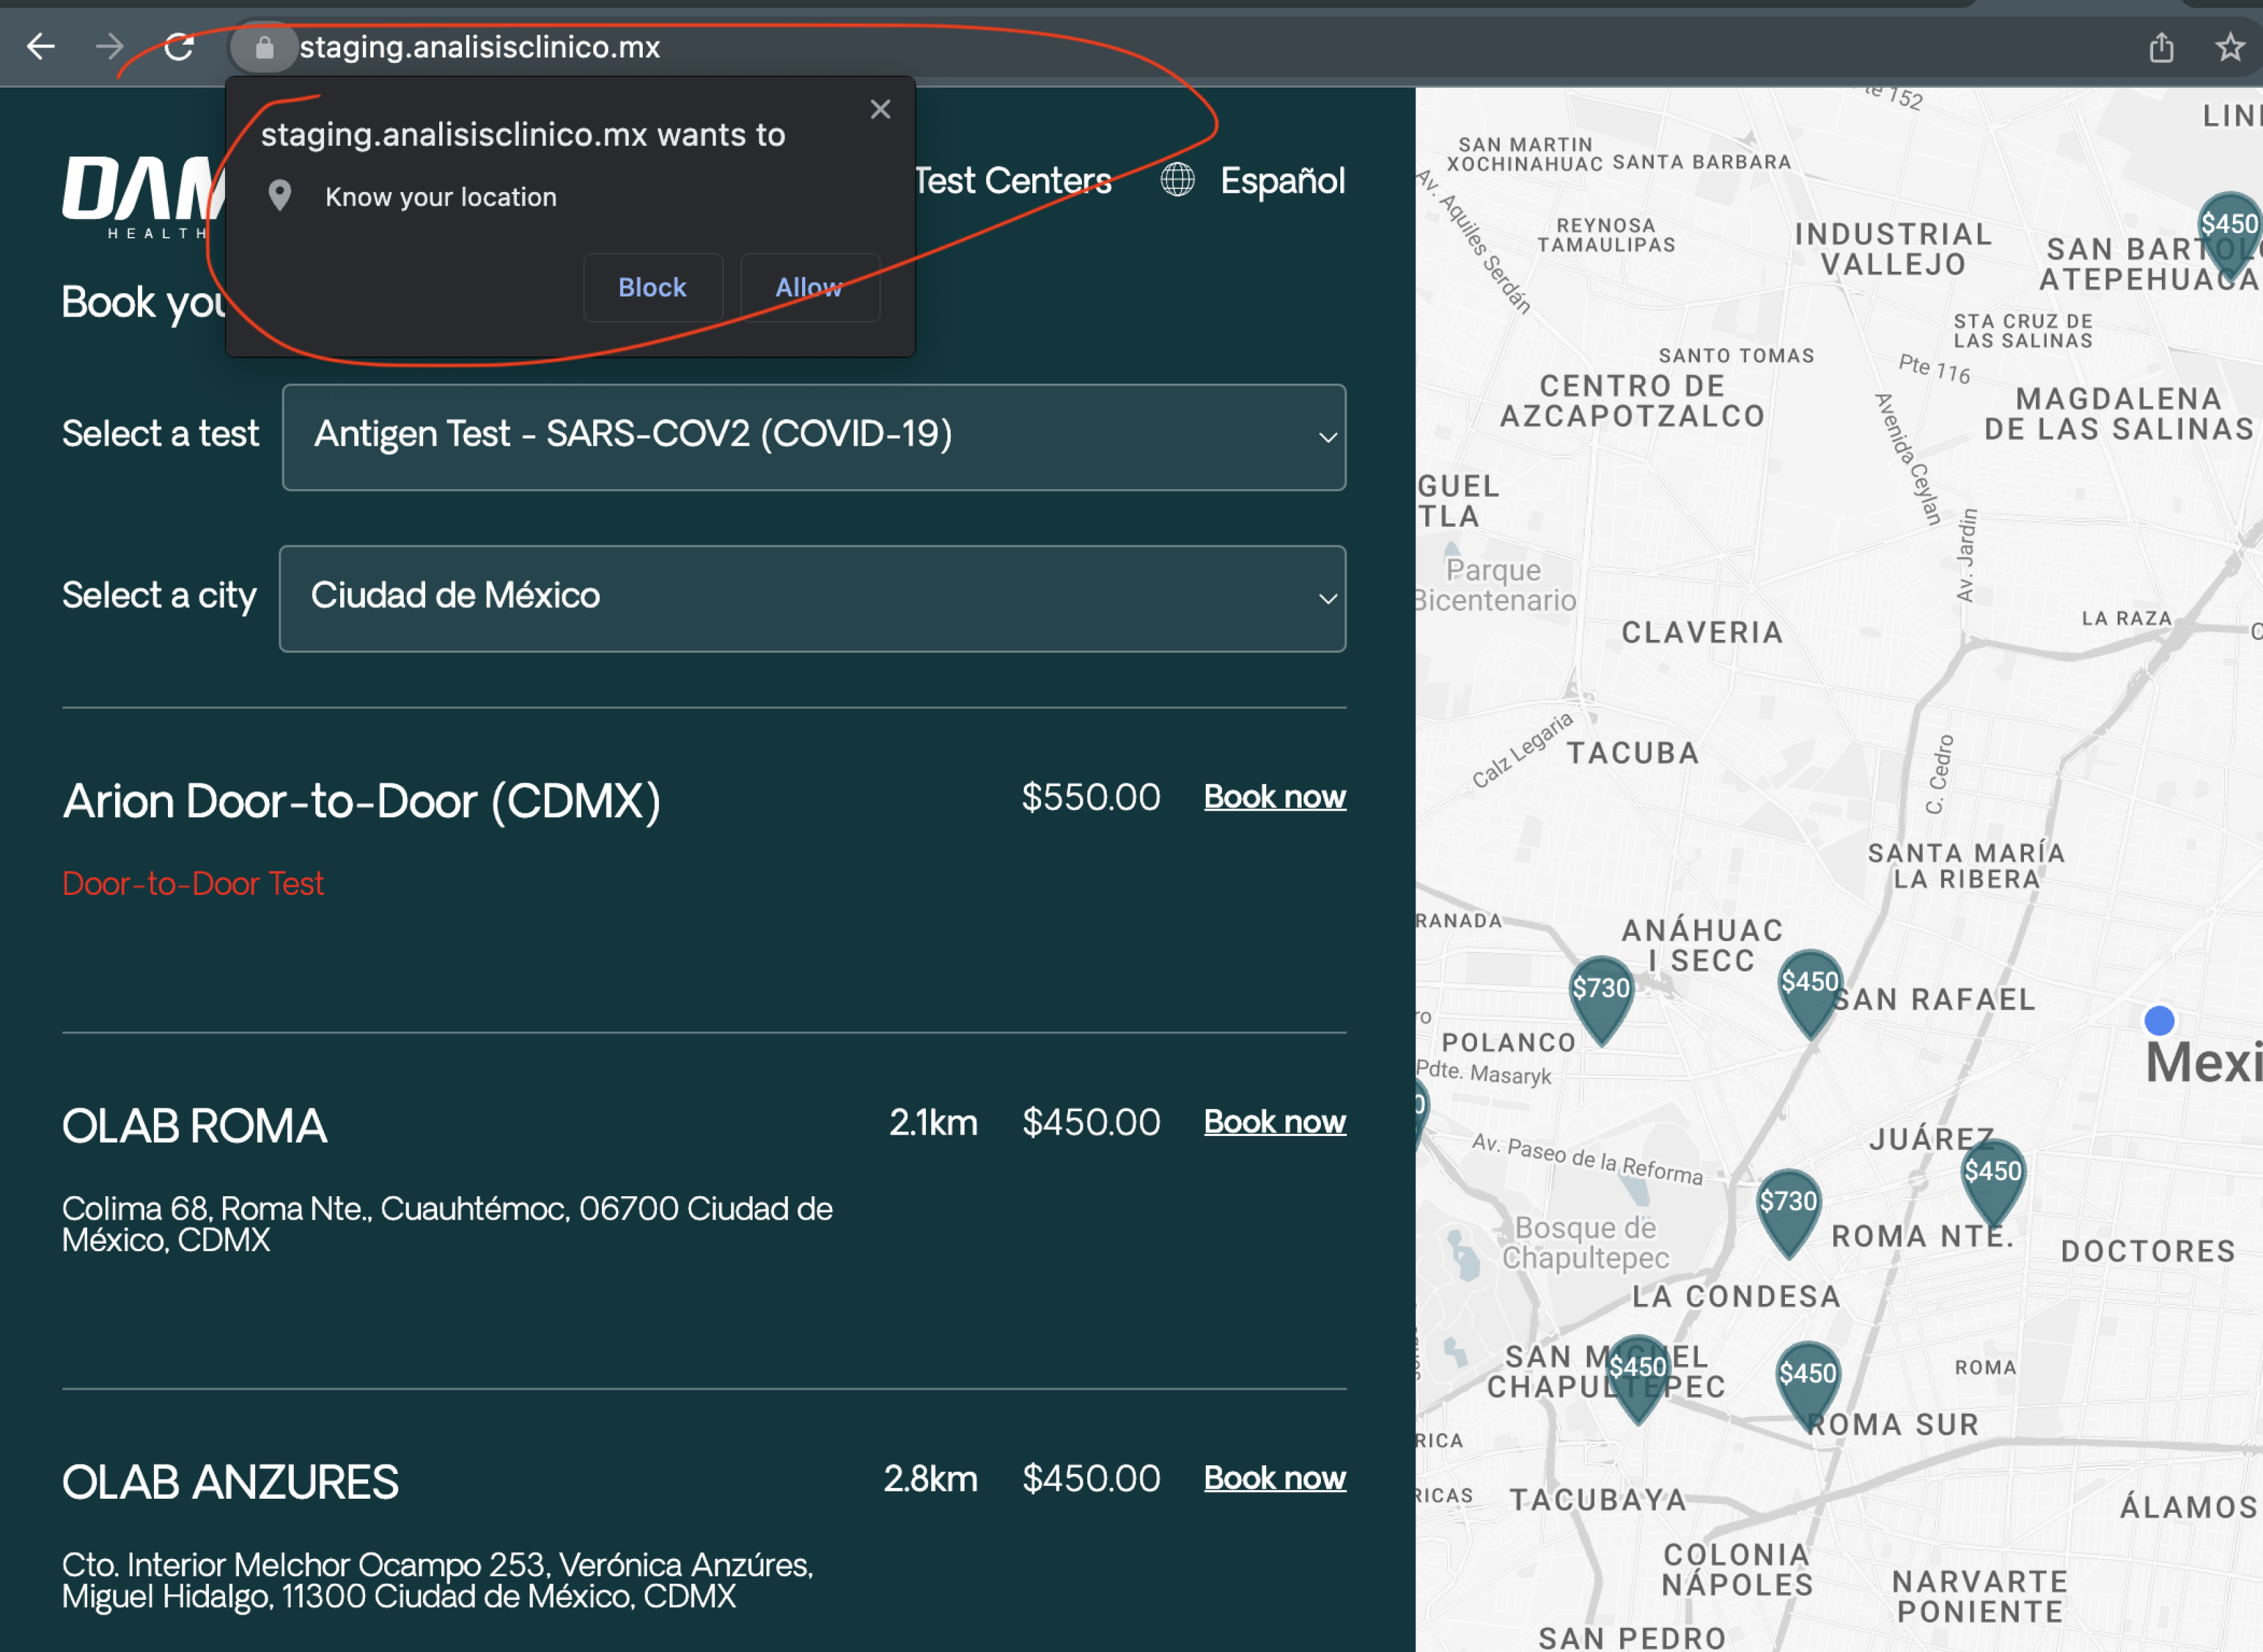 staging.analisisclinico.mx
staging.analisisclinico.mx wants to
Know your location
Block
Allow
HEALTH
Test Centers
Español
Book
Select a test
Antigen Test - SARS-COV2 (COVID-19)
Select a city
Ciudad de México
Arion Door-to-Door (CDMX)
$550.00
Book now
Door-to-Door Test
OLAB ROMA
2.1km
$450.00
Book now
Colima 68, Roma Nte., Cuauhtémoc, 06700 Ciudad de
México, CDMX
OLAB ANZURES
2.8km
$450.00
Book now
Cto. Interior Melchor Ocampo 253, Verónica Anzúres,
Miguel Hidalgo, 11300 Ciudad de México, CDMX
152
SAN MARTIN
XOCHINAHUAC
SANTA BARBARA
Av. Aquiles Serdán
REYNOSA
TAMAULIPAS
INDUSTRIAL
VALLEJO
$450
STA CRUZ DE
LAS SALINAS
SANTO TOMAS
Pte 116
CENTRO DE
AZCAPOTZALCO
MAGDALENA
DE LAS SALINAS
Avenida Ceylan
GUEL
TLA
Av. Jardin
Parque
Bicentenario
CLAVERIA
LA RAZA
Calz Legaria
TACUBA
C. Cedro
SANTA MARÍA
LA RIBERA
RANADA
ANÁHUAC
I SECC
$730
$450
SAN RAFAEL
POLANCO
Pdte. Masaryk
Mexi
JUÁREZ
Av. Paseo de la Reforma
$450
$730
ROMA NTE.
DOCTORES
Bosque de
Chapultepec
LA CONDESA
SAN MIGUEL
CHAPULTEPEC
$450
$450
ROMA
ROMA SUR
RICA
RICAS
TACUBAYA
ÁLAMOS
COLONIA
NÁPOLES
NARVARTE
PONIENTE
SAN PEDRO